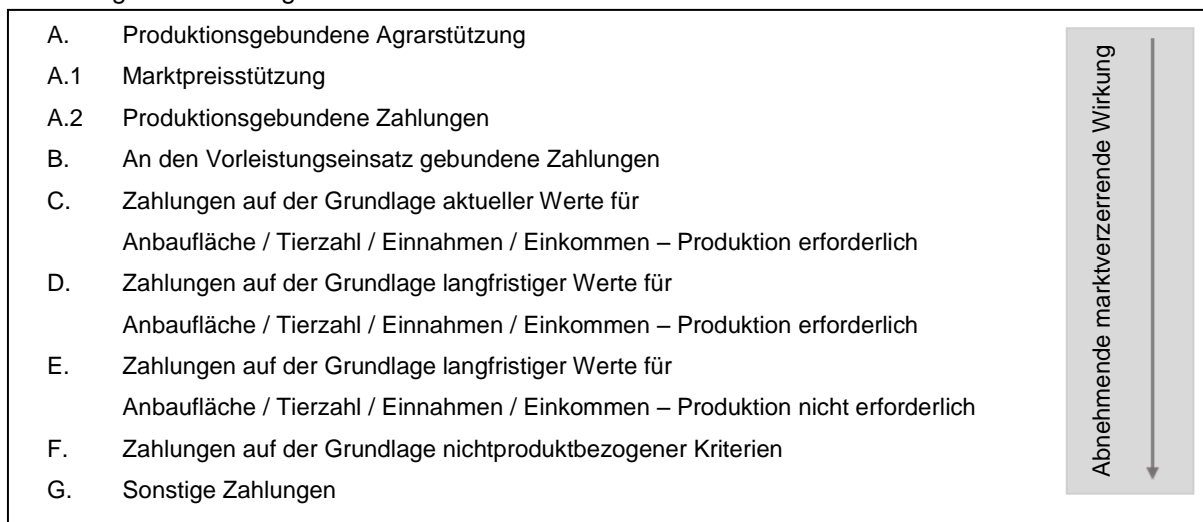 A. Produktionsgebundene Agrarstützung
A.1 Marktpreisstützung
A.2 Produktionsgebundene Zahlungen
B. An den Vorleistungseinsatz gebundene Zahlungen
C. Zahlungen auf der Grundlage aktueller Werte für
Anbaufläche / Tierzahl / Einnahmen / Einkommen – Produktion erforderlich
D. Zahlungen auf der Grundlage langfristiger Werte für
Anbaufläche / Tierzahl / Einnahmen / Einkommen – Produktion erforderlich
E. Zahlungen auf der Grundlage langfristiger Werte für
Anbaufläche / Tierzahl / Einnahmen / Einkommen – Produktion nicht erforderlich
F. Zahlungen auf der Grundlage nichtproduktbezogener Kriterien
G. Sonstige Zahlungen
Abnehmende marktverzerrende Wirkung